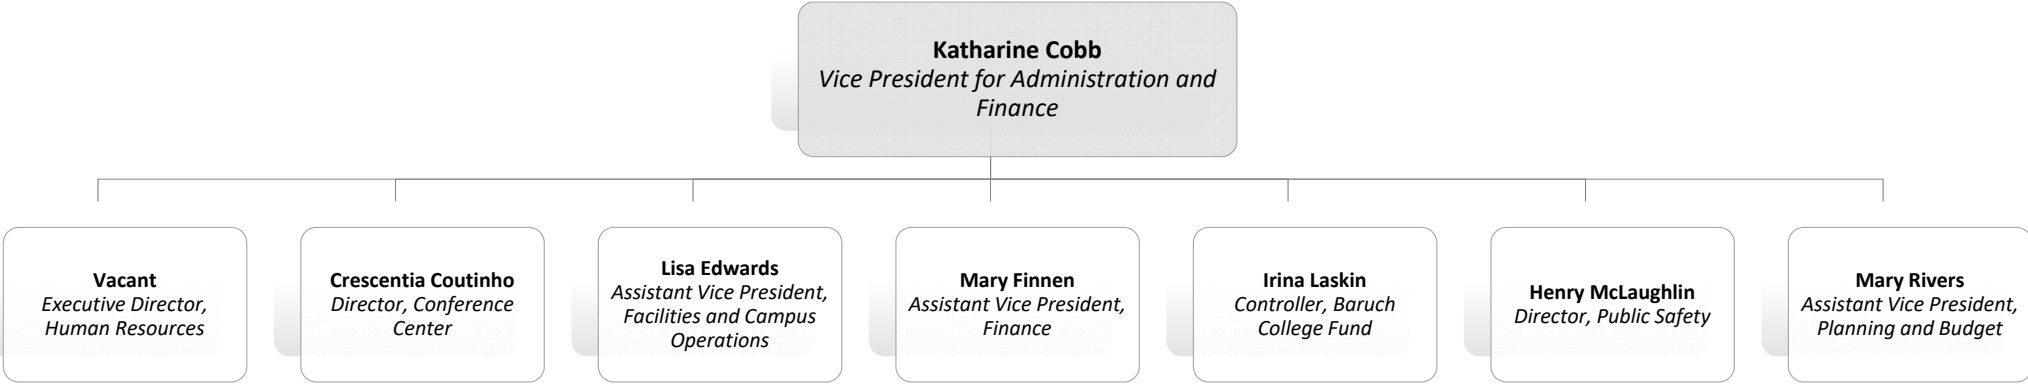 Katharine Cobb
Vice President for Administration and
Finance
Vacant
Executive Director,
Human Resources
Crescentia Coutinho
Director, Conference
Center
Lisa Edwards
Assistant Vice President,
Facilities and Campus
Operations
Mary Finnen
Assistant Vice President,
Finance
Irina Laskin
Controller, Baruch
College Fund
Henry McLaughlin
Director, Public Safety
Mary Rivers
Assistant Vice President,
Planning and Budget